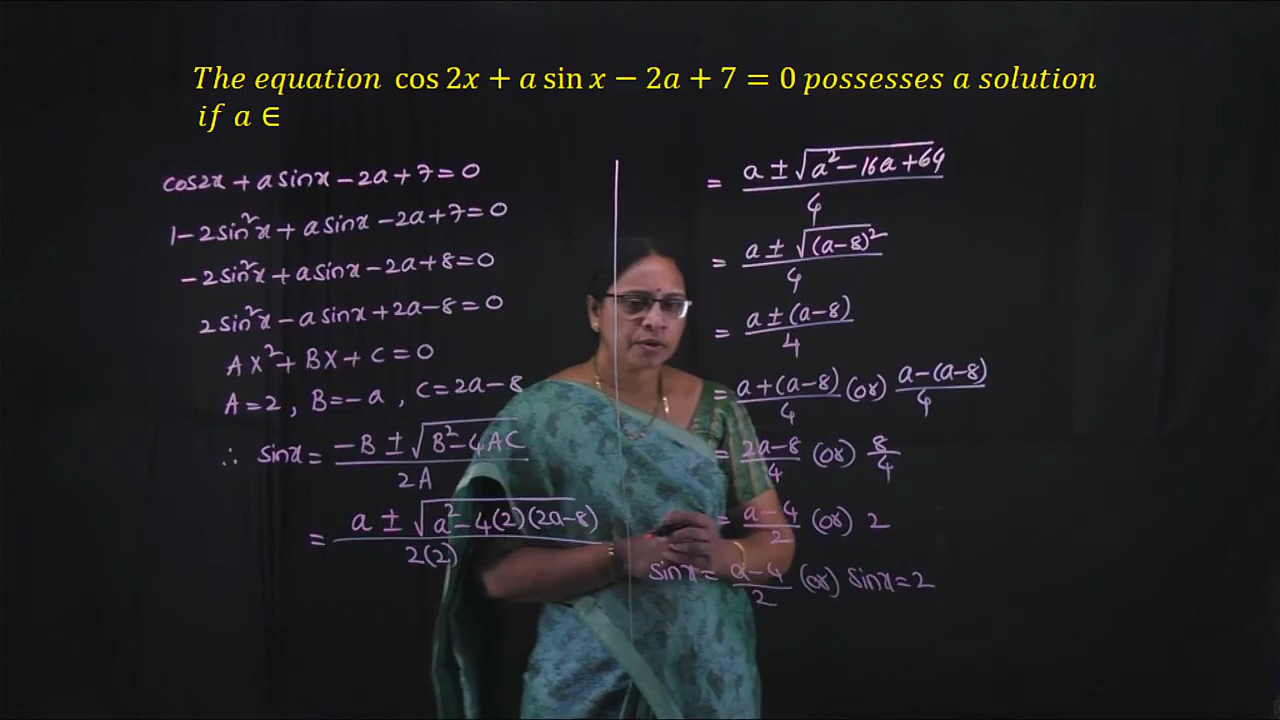 The equation cos 2x + a sin x − 2a + 7 = 0 possesses a solution
if a ∈
cos2x + a sinx − 2a + 7 = 0
1 − 2sin²x + a sinx − 2a + 7 = 0
−2sin²x + a sinx − 2a + 8 = 0
2sin²x − a sinx + 2a − 8 = 0
AX² + BX + C = 0
A = 2, B = −a, C = 2a − 8
∴ sinx = (−B ± √(B² − 4AC)) / 2A
= (a ± √(a² − 4(2)(2a−8))) / 2(2)
= (a ± √(a² − 16a + 64)) / 4
= (a ± √((a−8)²)) / 4
= (a ± (a−8)) / 4
= (a + (a−8)) / 4 (or) (a − (a−8)) / 4
= (2a−8) / 4 (or) 8/4
= (a−4) / 2 (or) 2
sinx = (a−4) / 2 (or) sinx = 2